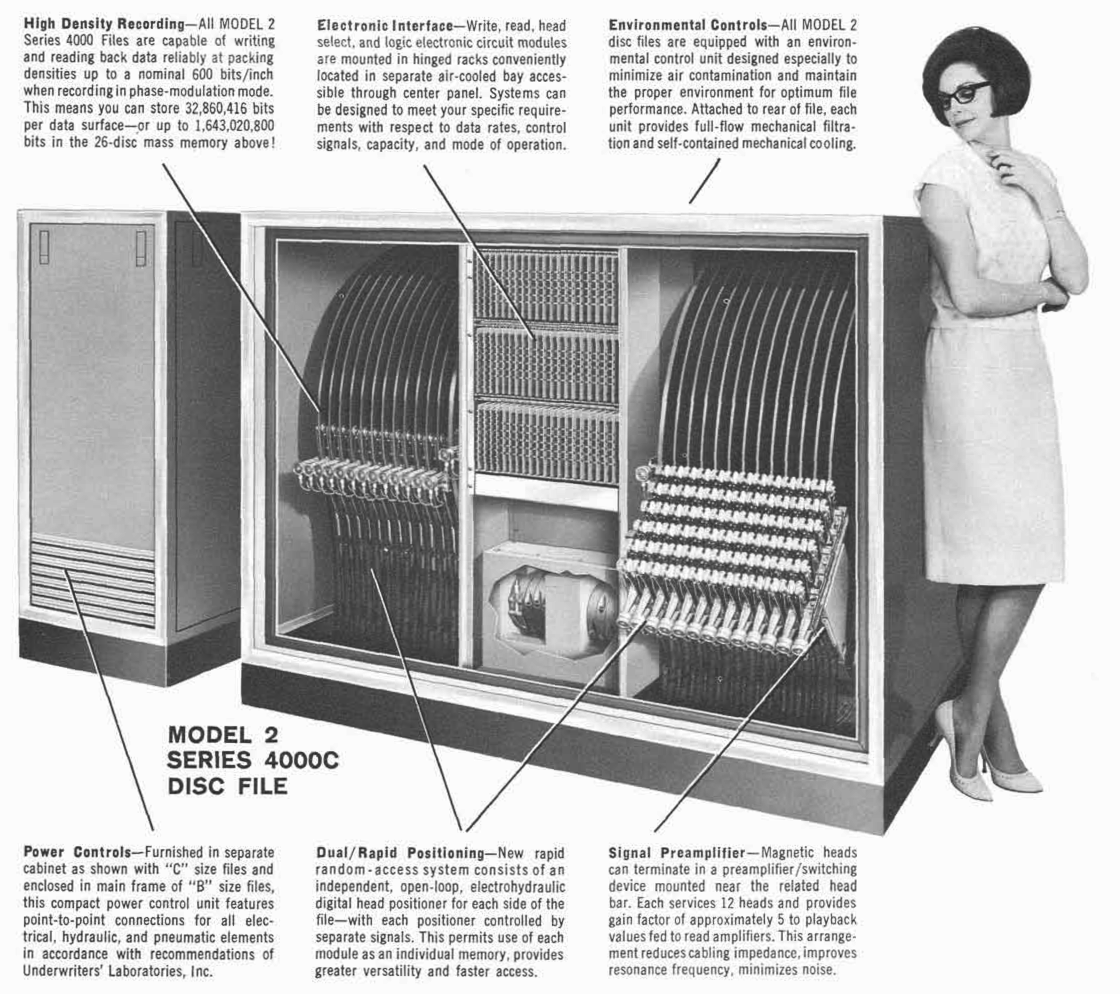 High Density Recording—All MODEL 2
Series 4000 Files are capable of writing
and reading back data reliably at packing
densities up to a nominal 600 bits/inch
when recording in phase-modulation mode.
This means you can store 32,860,416 bits
per data surface—or up to 1,643,020,800
bits in the 26-disc mass memory above!
Electronic Interface—Write, read, head
select, and logic electronic circuit modules
are mounted in hinged racks conveniently
located in separate air-cooled bay acces-
sible through center panel. Systems can
be designed to meet your specific require-
ments with respect to data rates, control
signals, capacity, and mode of operation.
Environmental Controls—All MODEL 2
disc files are equipped with an environ-
mental control unit designed especially to
minimize air contamination and maintain
the proper environment for optimum file
performance. Attached to rear of file, each
unit provides full-flow mechanical filtra-
tion and self-contained mechanical cooling.
MODEL 2
SERIES 4000C
DISC FILE
Power Controls—Furnished in separate
cabinet as shown with "C" size files and
enclosed in main frame of "B" size files,
this compact power control unit features
point-to-point connections for all elec-
trical, hydraulic, and pneumatic elements
in accordance with recommendations of
Underwriters' Laboratories, Inc.
Dual/Rapid Positioning—New rapid
random-access system consists of an
independent, open-loop, electrohydraulic
digital head positioner for each side of the
file—with each positioner controlled by
separate signals. This permits use of each
module as an individual memory, provides
greater versatility and faster access.
Signal Preamplifier—Magnetic heads
can terminate in a preamplifier/switching
device mounted near the related head
bar. Each services 12 heads and provides
gain factor of approximately 5 to playback
values fed to read amplifiers. This arrange-
ment reduces cabling impedance, improves
resonance frequency, minimizes noise.